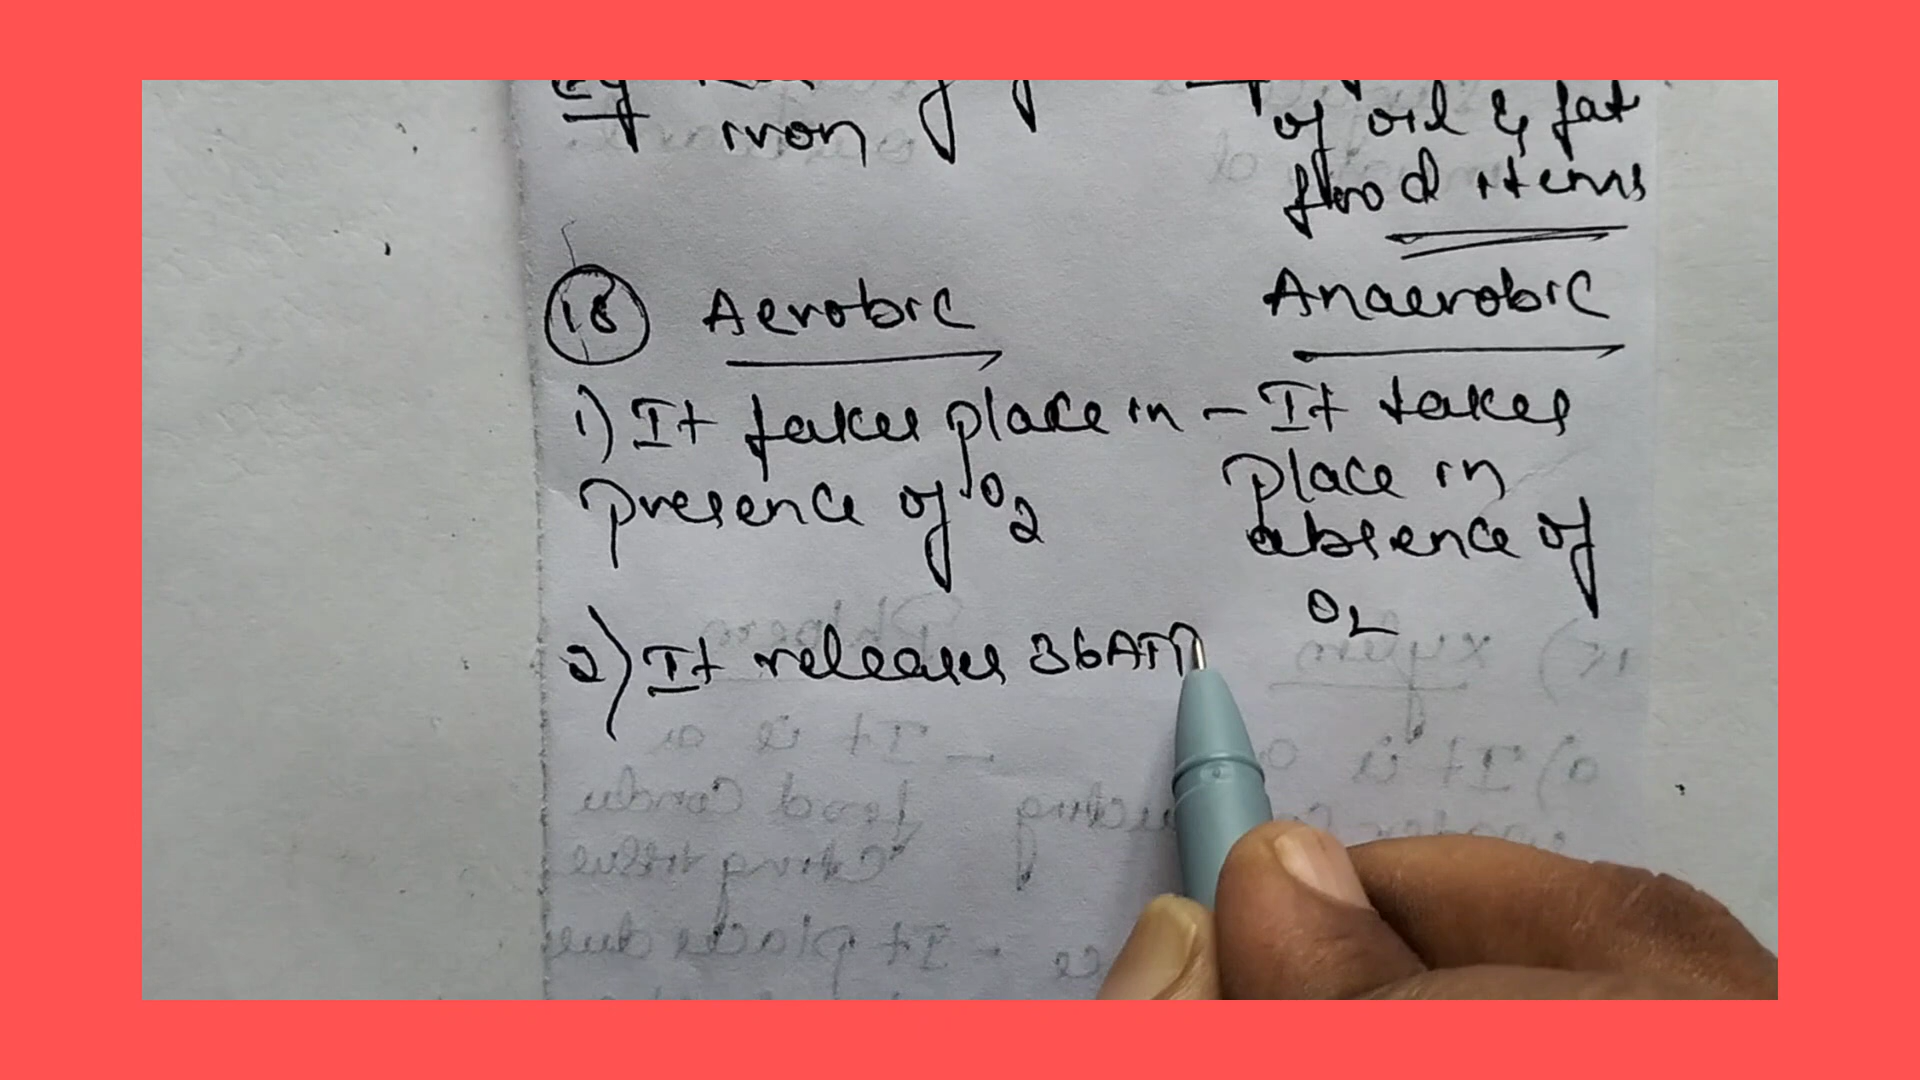 iron
of oil & fat
food items
18 Aerobic
Anaerobic
1) It takes place in
presence of O2
- It takes
place in
absence of
O2
2) It releases 36ATP